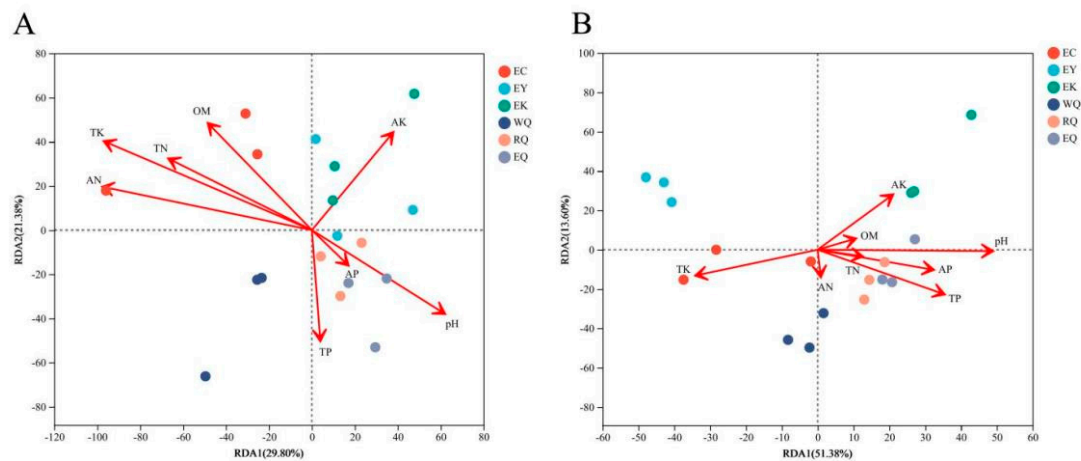 A
80
60
40
20
0
-20
-40
-60
-80
-120
-100
-80
-60
-40
-20
0
20
40
60
80
RDA2(21.38%)
RDA1(29.80%)
OM
TK
TN
AN
AK
AP
pH
TP
EC
EY
EK
WQ
RQ
EQ
B
100
80
60
40
20
0
-20
-40
-60
-80
-60
-50
-40
-30
-20
-10
0
10
20
30
40
50
60
RDA2(13.60%)
RDA1(51.38%)
AK
OM
pH
TN
AP
TK
AN
TP
EC
EY
EK
WQ
RQ
EQ